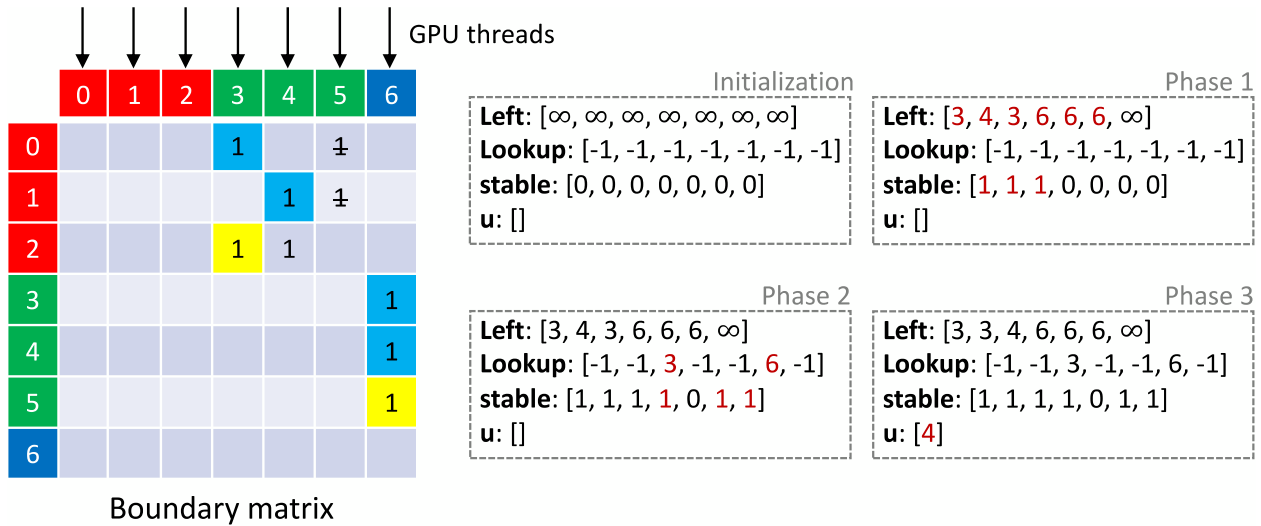 GPU threads
0 1 2 3 4 5 6
0 1 1
1 1 1
2 1 1
3 1
4 1
5 1
6
Boundary matrix
Initialization
Left: [∞, ∞, ∞, ∞, ∞, ∞, ∞]
Lookup: [-1, -1, -1, -1, -1, -1, -1]
stable: [0, 0, 0, 0, 0, 0, 0]
u: []
Phase 1
Left: [3, 4, 3, 6, 6, 6, ∞]
Lookup: [-1, -1, -1, -1, -1, -1, -1]
stable: [1, 1, 1, 0, 0, 0, 0]
u: []
Phase 2
Left: [3, 4, 3, 6, 6, 6, ∞]
Lookup: [-1, -1, 3, -1, -1, 6, -1]
stable: [1, 1, 1, 1, 0, 1, 1]
u: []
Phase 3
Left: [3, 3, 4, 6, 6, 6, ∞]
Lookup: [-1, -1, 3, -1, -1, 6, -1]
stable: [1, 1, 1, 1, 0, 1, 1]
u: [4]